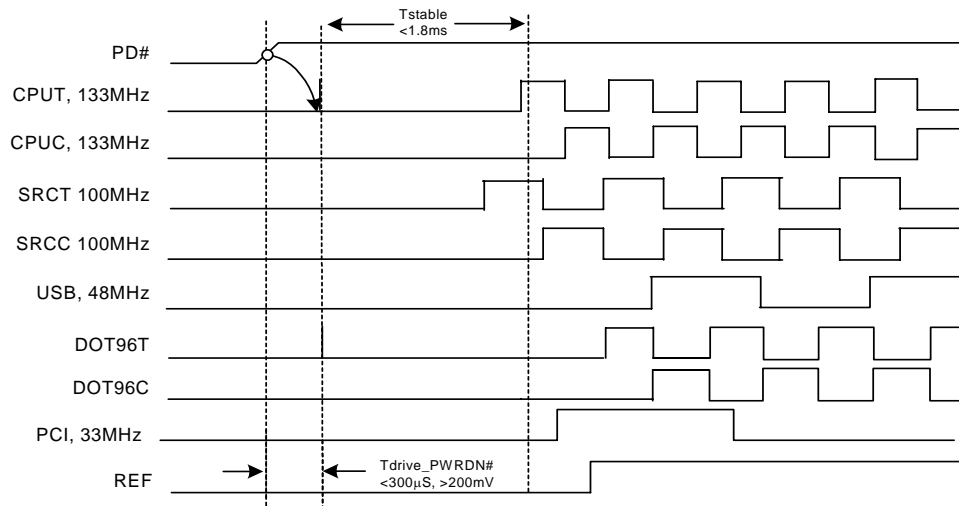 Tstable
<1.8ms
PD#
CPUT, 133MHz
CPUC, 133MHz
SRCT 100MHz
SRCC 100MHz
USB, 48MHz
DOT96T
DOT96C
PCI, 33MHz
Tdrive_PWRDN#
<300µS, >200mV
REF